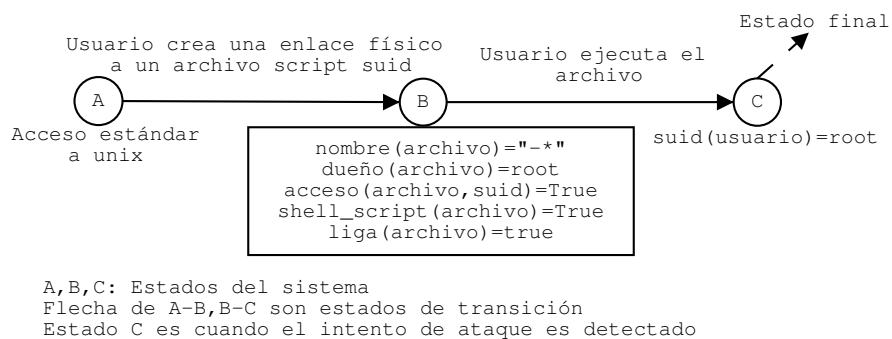 Estado final
Usuario crea una enlace físico
a un archivo script suid
Usuario ejecuta el
archivo
A
B
C
Acceso estándar
a unix
suid(usuario)=root
nombre(archivo)="-*"
dueño(archivo)=root
acceso(archivo,suid)=True
shell_script(archivo)=True
liga(archivo)=true
A,B,C: Estados del sistema
Flecha de A-B,B-C son estados de transición
Estado C es cuando el intento de ataque es detectado